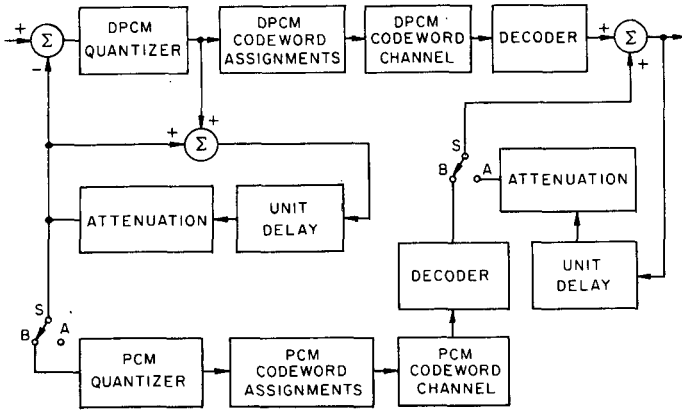 +
Σ
−
DPCM
QUANTIZER
DPCM
CODEWORD
ASSIGNMENTS
DPCM
CODEWORD
CHANNEL
DECODER
+
Σ
+
+
+
Σ
S
B
A
ATTENUATION
ATTENUATION
UNIT
DELAY
DECODER
UNIT
DELAY
S
B
A
PCM
QUANTIZER
PCM
CODEWORD
ASSIGNMENTS
PCM
CODEWORD
CHANNEL